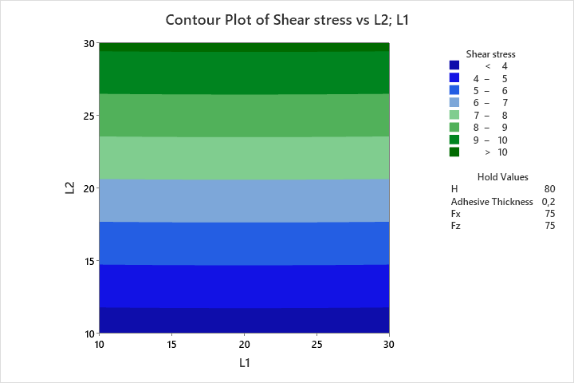 Contour Plot of Shear stress vs L2; L1
30
25
20
15
10
L2
10 15 20 25 30
L1
Shear stress
< 4
4 – 5
5 – 6
6 – 7
7 – 8
8 – 9
9 – 10
> 10
Hold Values
H 80
Adhesive Thickness 0,2
Fx 75
Fz 75